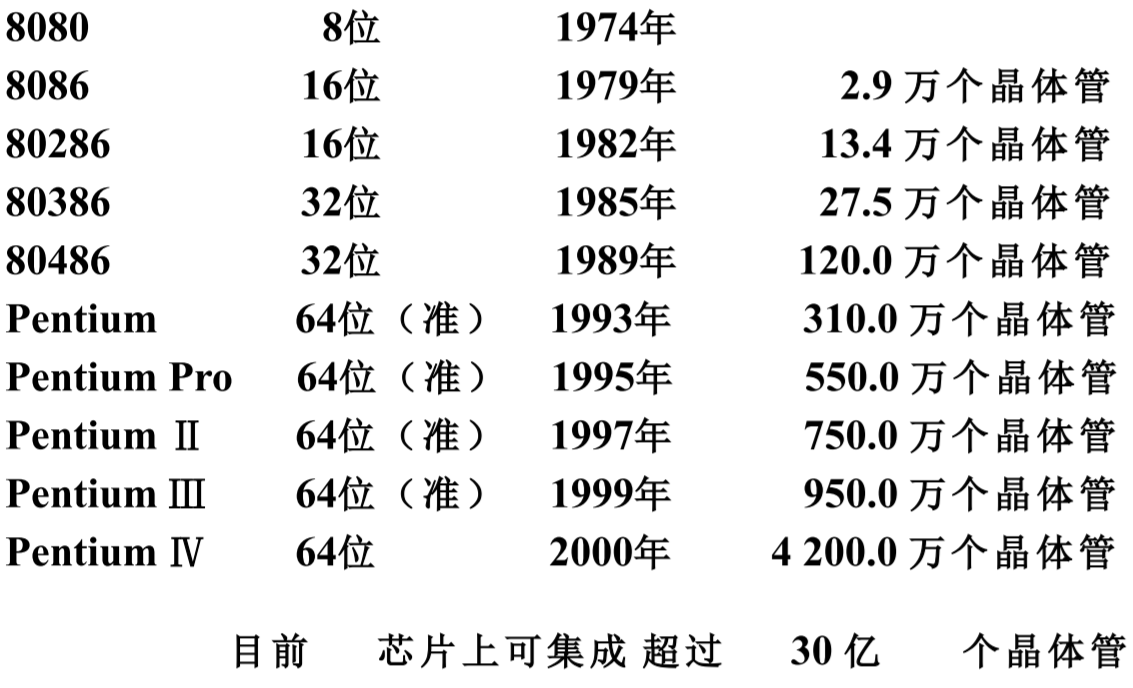 8080 8位 1974年
8086 16位 1979年 2.9 万个晶体管
80286 16位 1982年 13.4 万个晶体管
80386 32位 1985年 27.5 万个晶体管
80486 32位 1989年 120.0 万个晶体管
Pentium 64位（准） 1993年 310.0 万个晶体管
Pentium Pro 64位（准） 1995年 550.0 万个晶体管
Pentium Ⅱ 64位（准） 1997年 750.0 万个晶体管
Pentium Ⅲ 64位（准） 1999年 950.0 万个晶体管
Pentium Ⅳ 64位 2000年 4 200.0 万个晶体管
目前 芯片上可集成 超过 30 亿 个晶体管